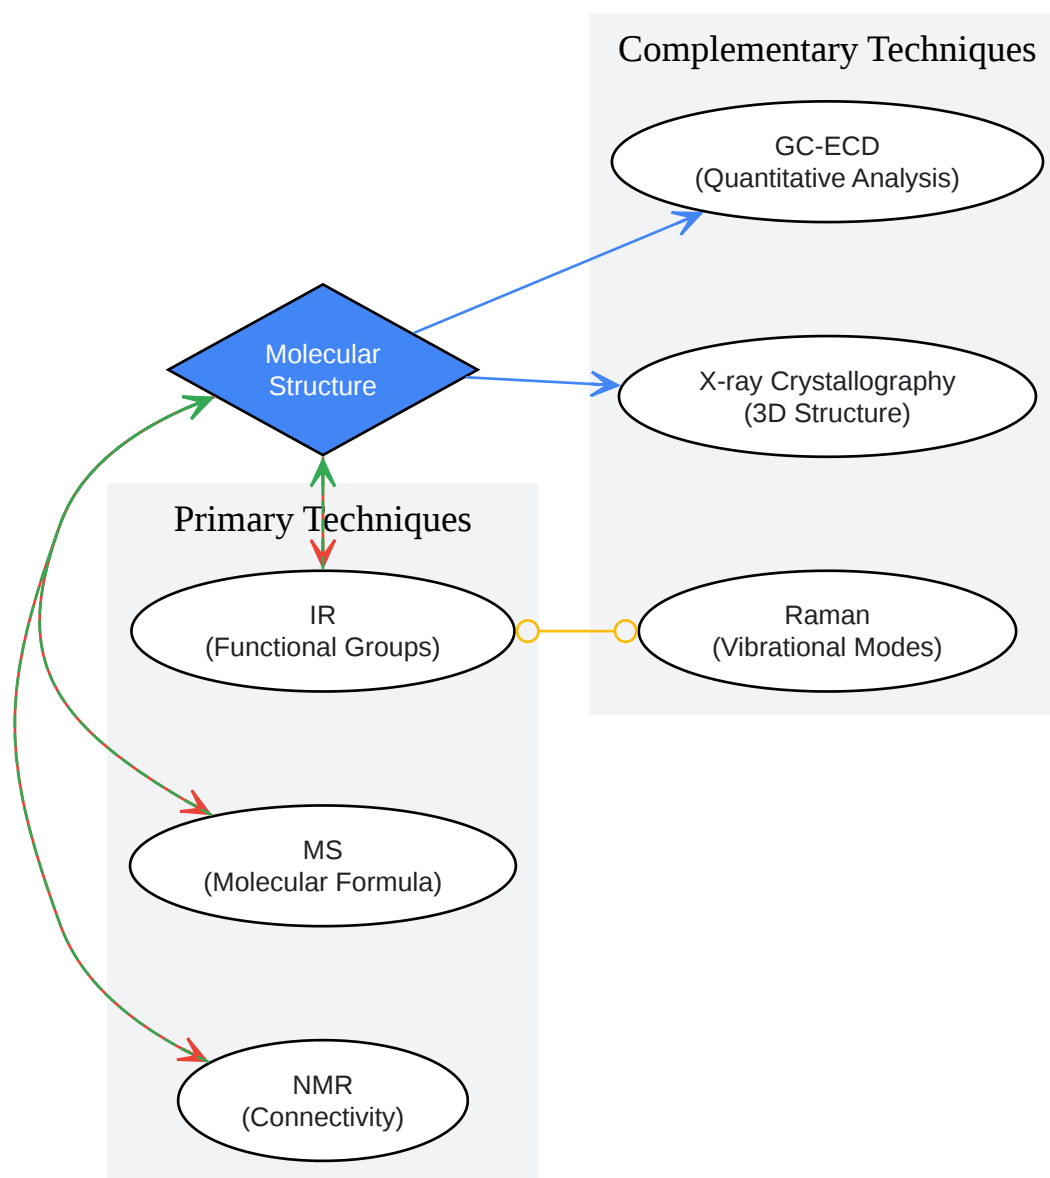 Complementary Techniques
GC-ECD
(Quantitative Analysis)
Molecular
Structure
X-ray Crystallography
(3D Structure)
Primary Techniques
IR
(Functional Groups)
Raman
(Vibrational Modes)
MS
(Molecular Formula)
NMR
(Connectivity)